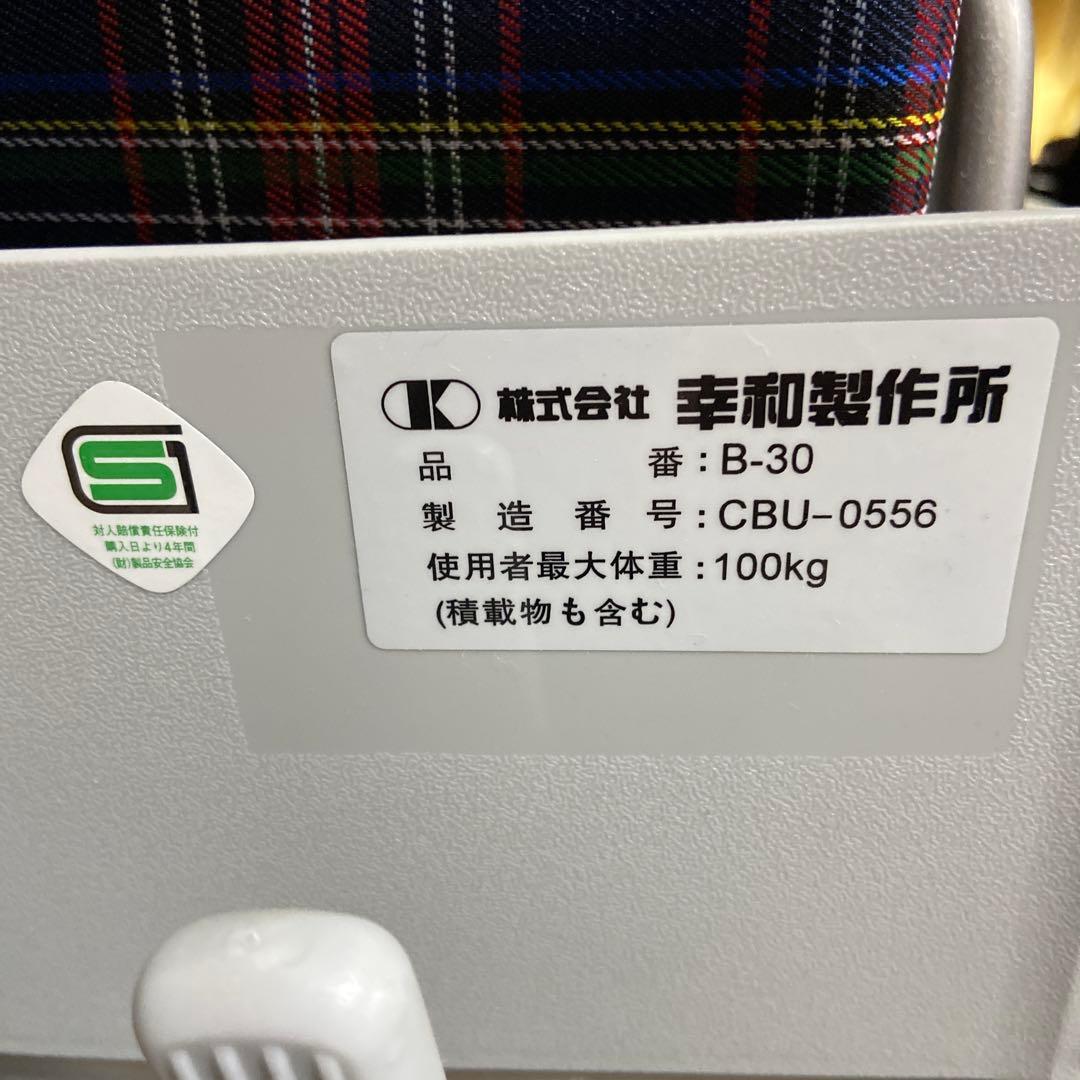 K 株式会社 幸和製作所
品番：B-30
製造番号：CBU-0556
使用者最大体重：100kg
(積載物も含む)
SG
対人賠償責任保険付
購入日より4年間
(財)製品安全協会